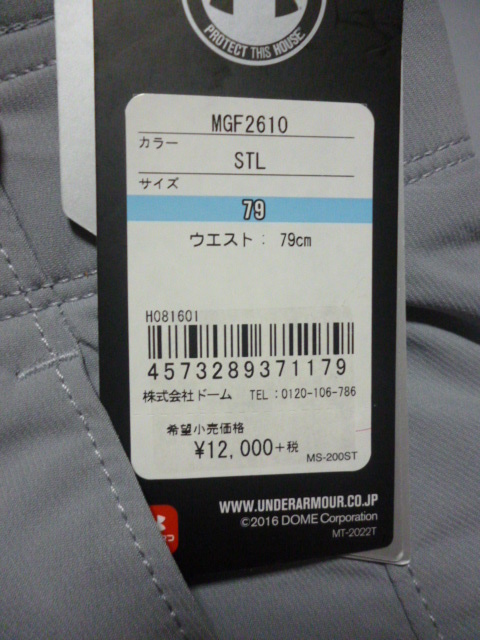 PROTECT THIS HOUSE
MGF2610
カラー
STL
サイズ
79
ウエスト： 79cm
H081601
4573289371179
株式会社ドーム TEL：0120-106-786
希望小売価格
¥12,000+税
MS-200ST
WWW.UNDERARMOUR.CO.JP
©2016 DOME Corporation
MT-2022T